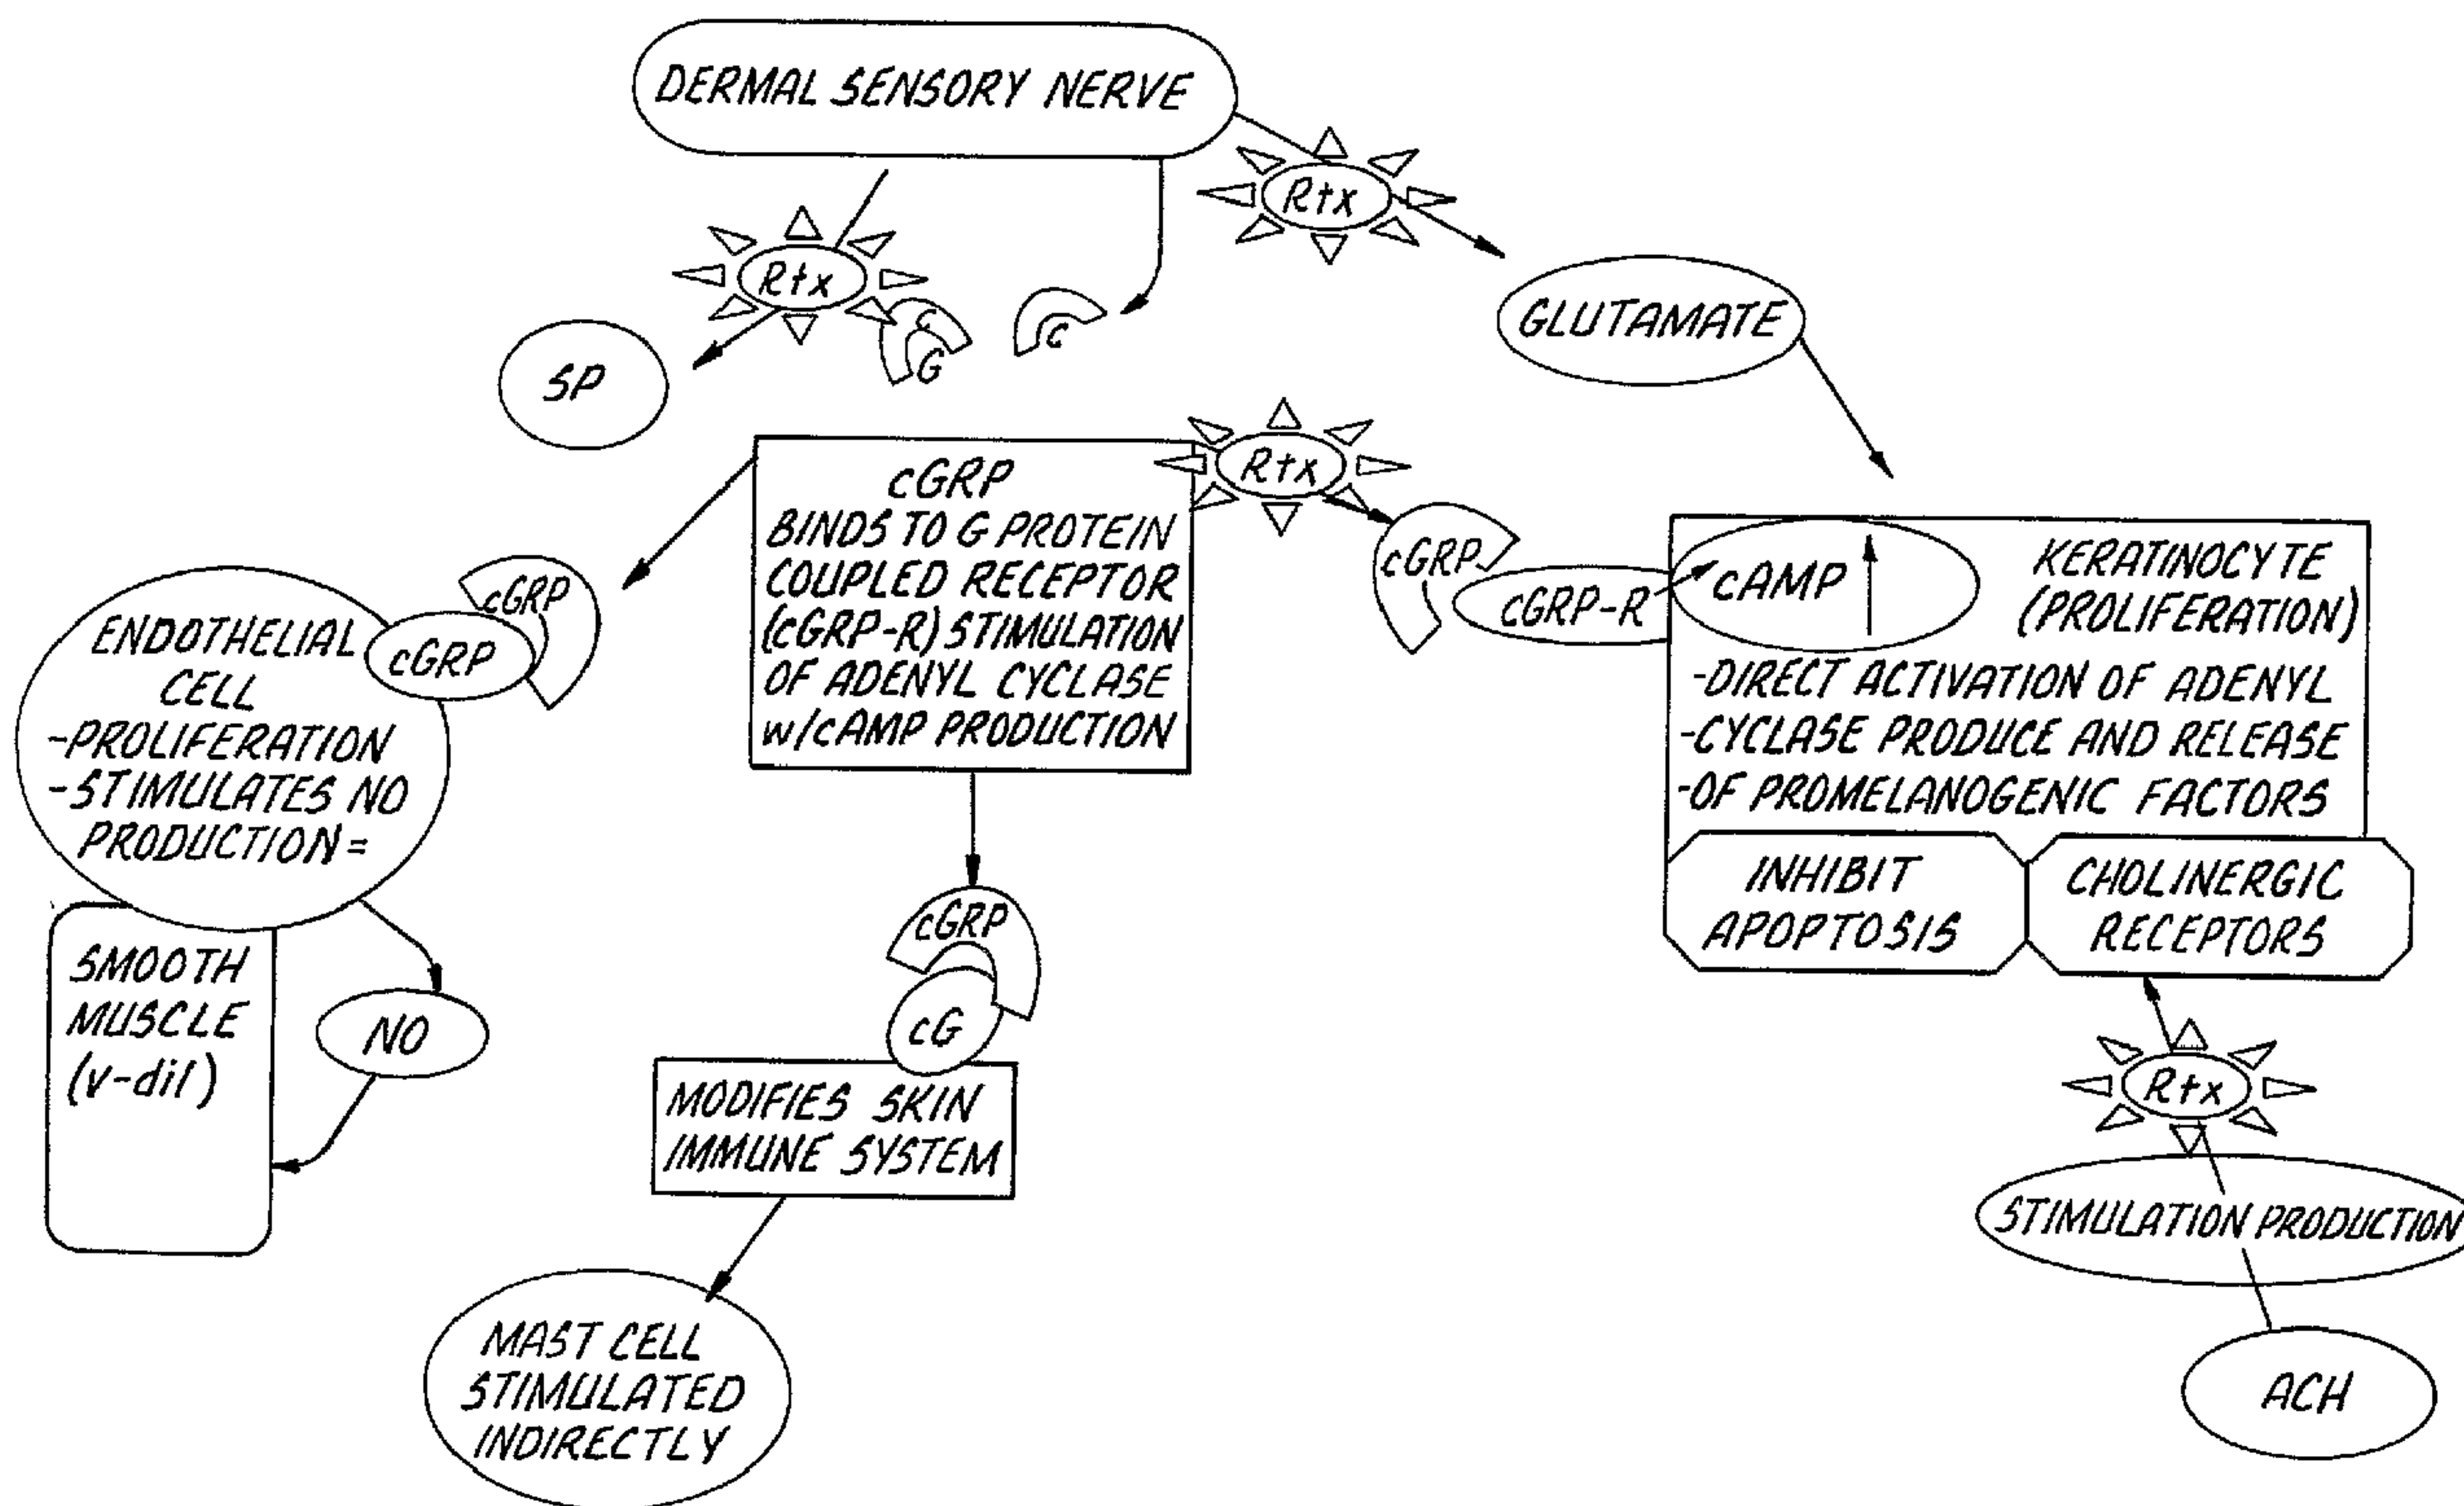 DERMAL SENSORY NERVE
Rtx
Rtx
SP
C
G
C
GLUTAMATE
cGRP
BINDS TO G PROTEIN
COUPLED RECEPTOR
(cGRP-R) STIMULATION
OF ADENYL CYCLASE
w/cAMP PRODUCTION
Rtx
cGRP
cGRP-R
cAMP
KERATINOCYTE
(PROLIFERATION)
-DIRECT ACTIVATION OF ADENYL
-CYCLASE PRODUCE AND RELEASE
-OF PROMELANOGENIC FACTORS
INHIBIT
APOPTOSIS
CHOLINERGIC
RECEPTORS
cGRP
cGRP
ENDOTHELIAL
CELL
-PROLIFERATION
-STIMULATES NO
PRODUCTION =
SMOOTH
MUSCLE
(v-dil)
NO
cGRP
cG
MODIFIES SKIN
IMMUNE SYSTEM
MAST CELL
STIMULATED
INDIRECTLY
Rtx
STIMULATION PRODUCTION
ACH